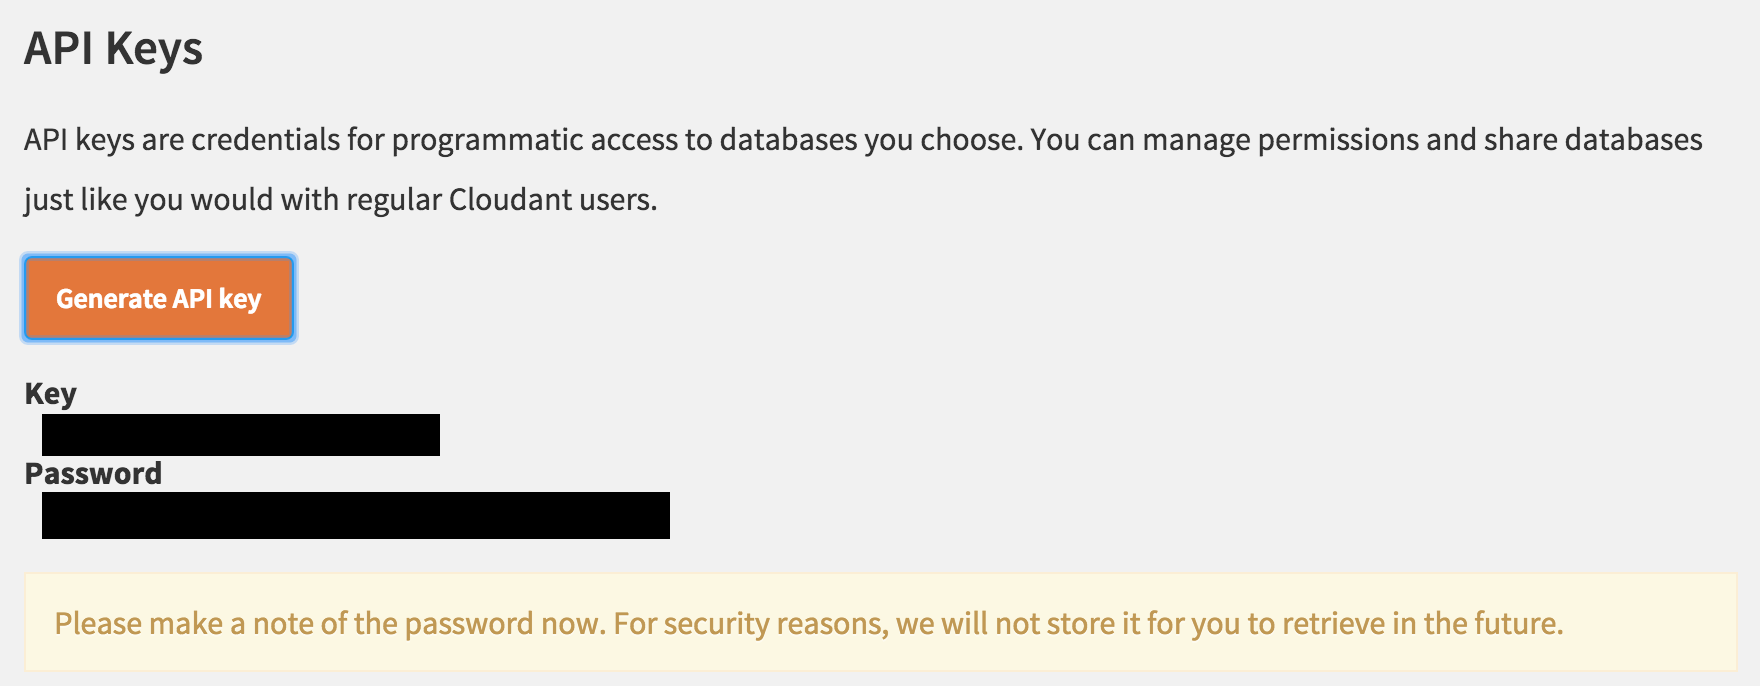 API Keys
API keys are credentials for programmatic access to databases you choose. You can manage permissions and share databases
just like you would with regular Cloudant users.
Generate API key
Key
Password
Please make a note of the password now. For security reasons, we will not store it for you to retrieve in the future.